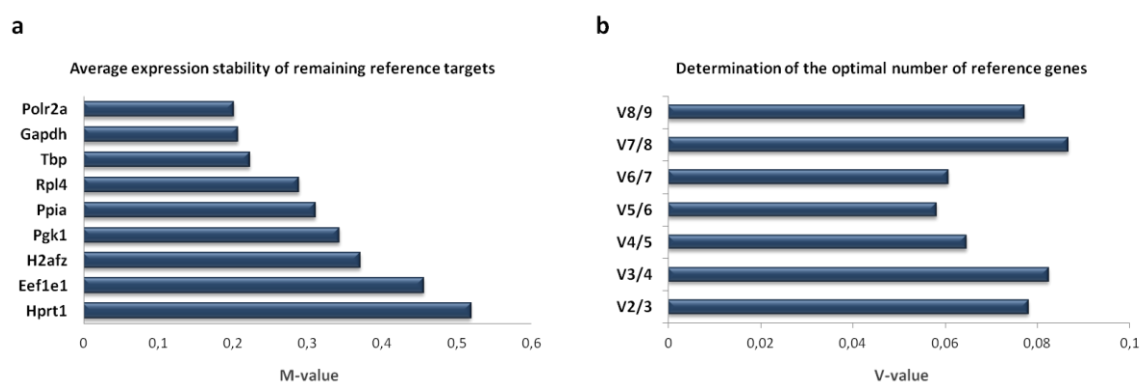 a
Average expression stability of remaining reference targets
Polr2a
Gapdh
Tbp
Rpl4
Ppia
Pgk1
H2afz
Eef1e1
Hprt1
0 0,1 0,2 0,3 0,4 0,5 0,6
M-value
b
Determination of the optimal number of reference genes
V8/9
V7/8
V6/7
V5/6
V4/5
V3/4
V2/3
0 0,02 0,04 0,06 0,08 0,1
V-value